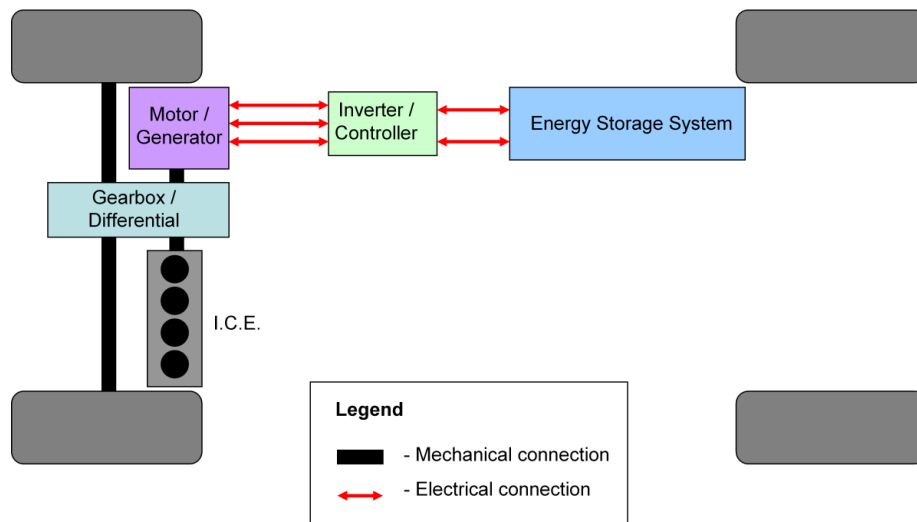 Motor /
Generator
Inverter /
Controller
Energy Storage System
Gearbox /
Differential
I.C.E.
Legend
- Mechanical connection
- Electrical connection